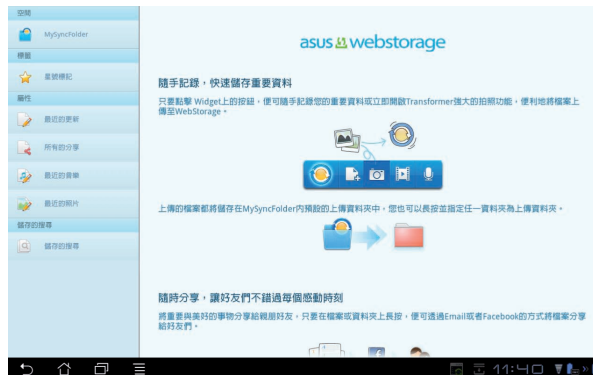 空間
MySyncFolder
標籤
星號標記
屬性
最近的更新
所有的分享
最近的音樂
最近的照片
儲存的搜尋
儲存的搜尋
asus webstorage
隨手記錄，快速儲存重要資料
只要點擊 Widget上的按鈕，便可隨手記錄您的重要資料或立即開啟Transformer強大的拍照功能，便利地將檔案上
傳至WebStorage。
上傳的檔案都將儲存在MySyncFolder內預設的上傳資料夾中，您也可以長按並指定任一資料夾為上傳資料夾。
隨時分享，讓好友們不錯過每個感動時刻
將重要與美好的事物分享給親朋好友，只要在檔案或資料夾上長按，便可透過Email或者Facebook的方式將檔案分享
給好友們。
11:40